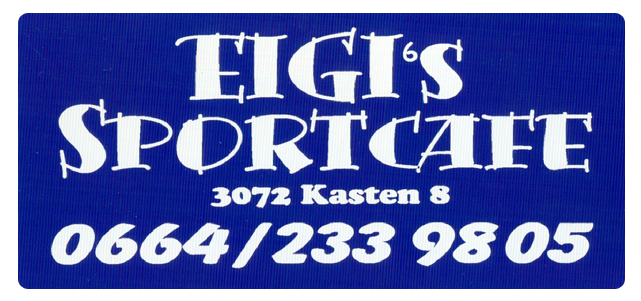 EIGI's
SPORTCAFE
3072 Kasten 8
0664/233 98 05